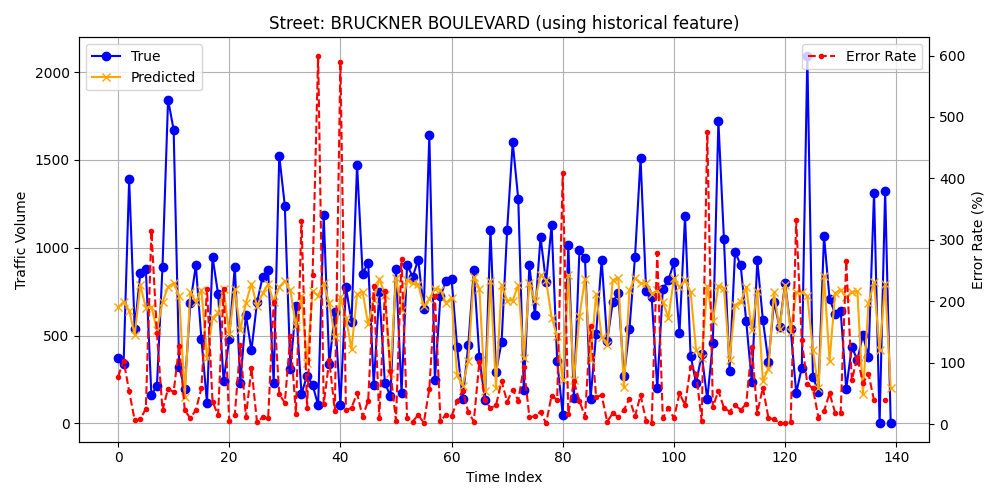 Street: BRUCKNER BOULEVARD (using historical feature)
True
Predicted
Error Rate
Traffic Volume
2000
1500
1000
500
0
600
500
400
300
200
100
0
Error Rate (%)
0 20 40 60 80 100 120 140
Time Index